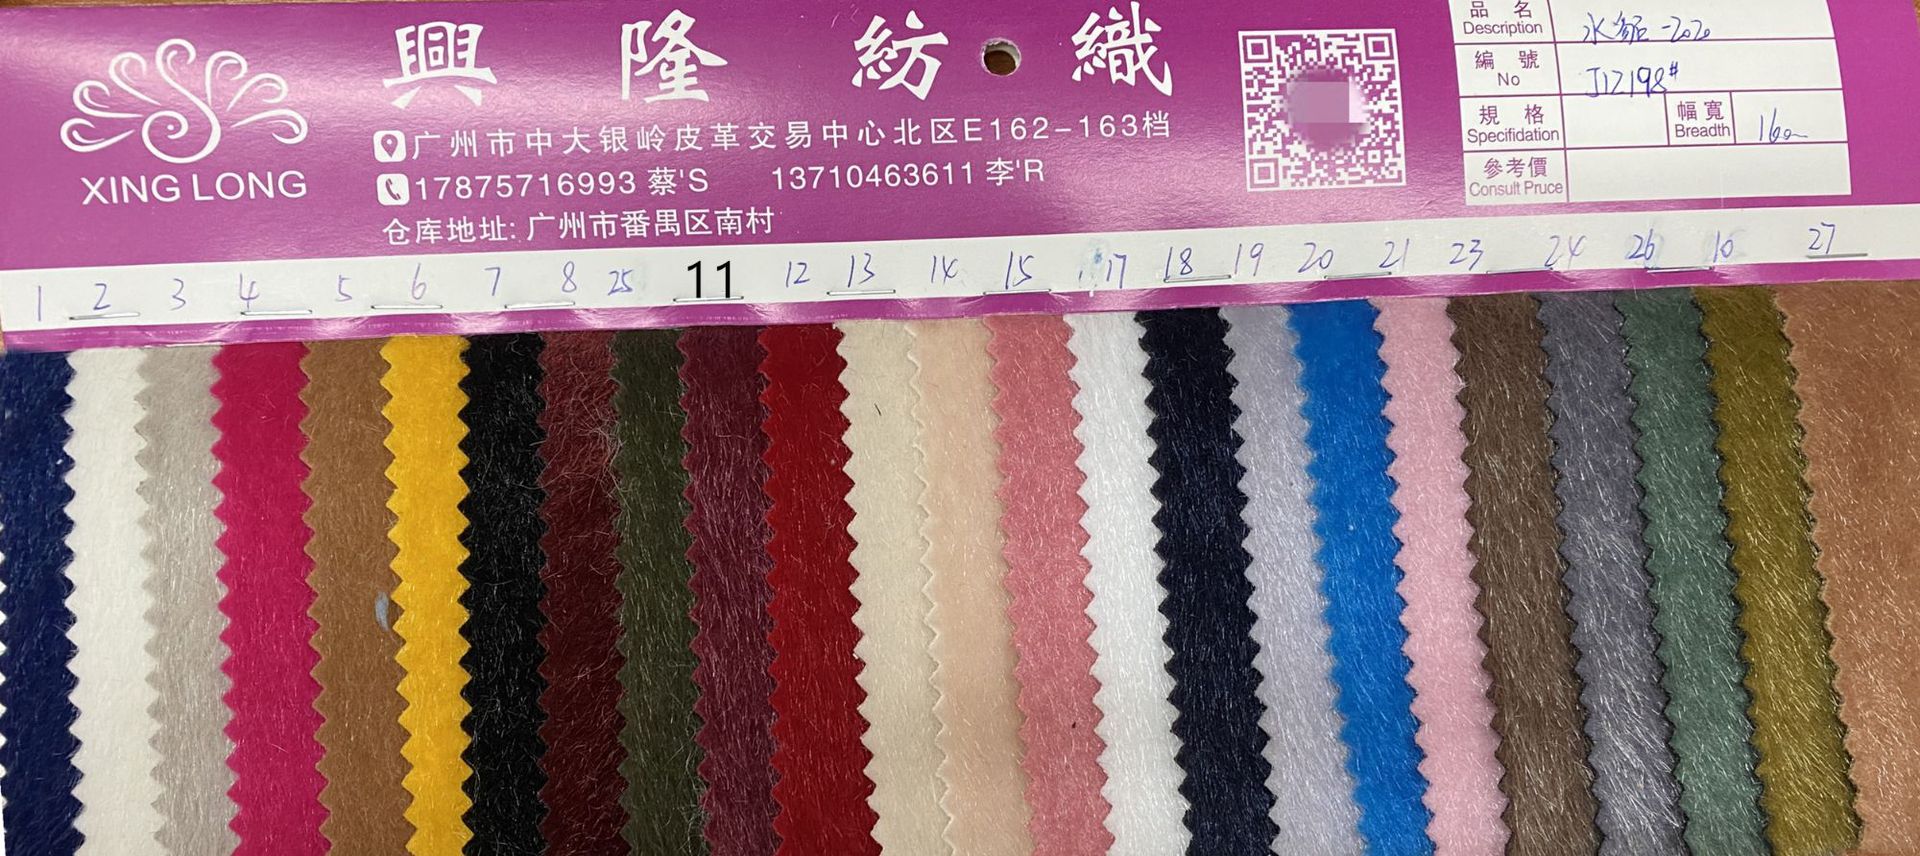 興隆紡織
XING LONG
广州市中大银岭皮革交易中心北区E162-163档
17875716993 蔡'S 13710463611 李'R
仓库地址: 广州市番禺区南村
品名 Description -2020
編號 No J12198#
規格 Specifidation 幅寬 Breadth
參考價 Consult Pruce
1 2 3 4 5 6 7 8 25 11 12 13 14 15 17 18 19 20 21 23 24 26 10 27